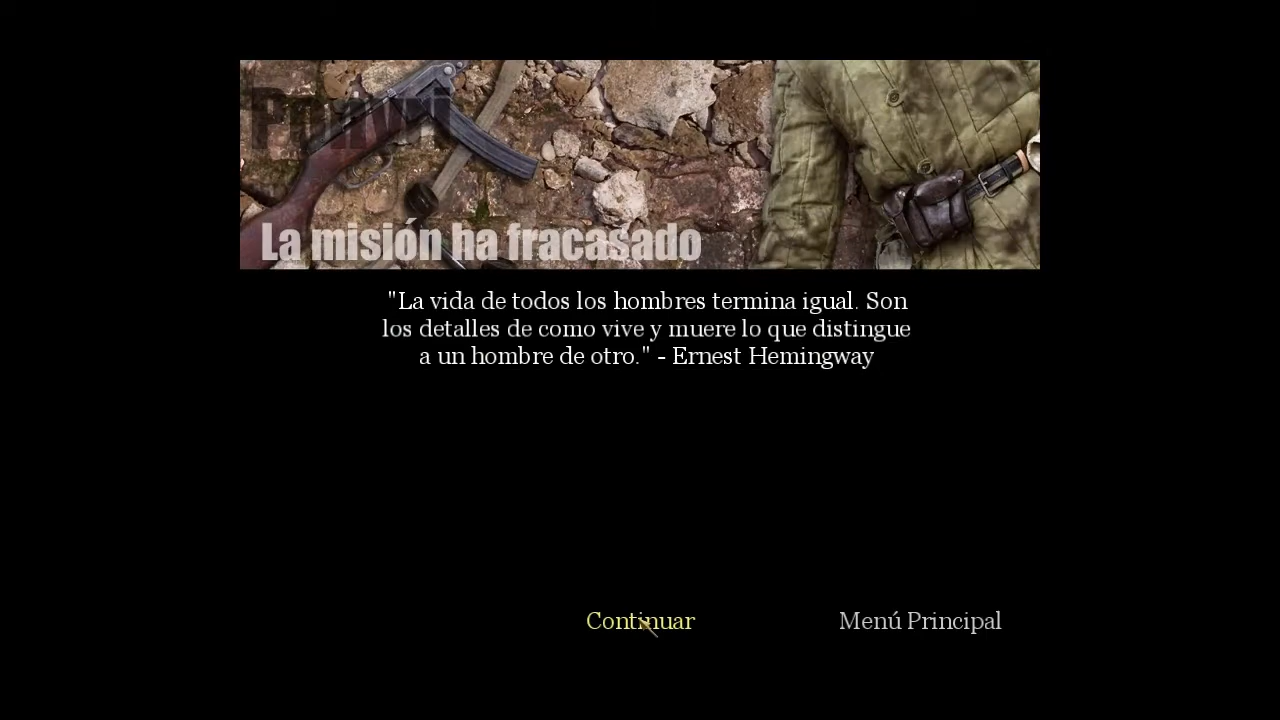 La misión ha fracasado
"La vida de todos los hombres termina igual. Son
los detalles de como vive y muere lo que distingue
a un hombre de otro." - Ernest Hemingway
Continuar
Menú Principal